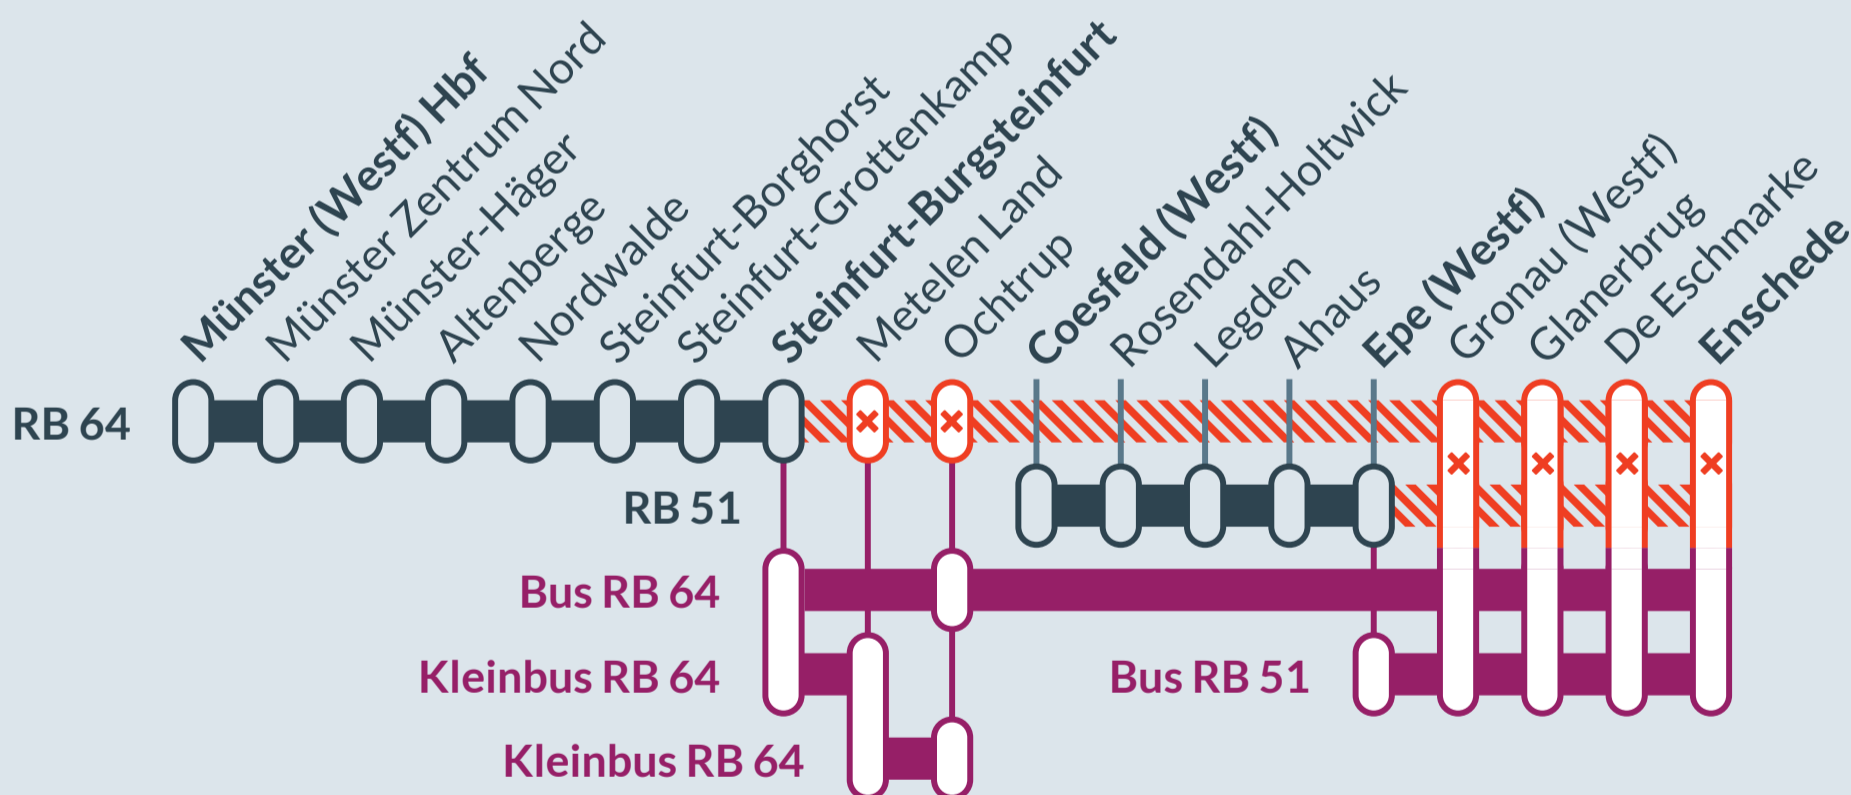 Münster (Westf) Hbf
Münster Zentrum Nord
Münster-Häger
Altenberge
Nordwalde
Steinfurt-Borghorst
Steinfurt-Grottenkamp
Steinfurt-Burgsteinfurt
Metelen Land
Ochtrup
Coesfeld (Westf)
Rosendahl-Holtwick
Legden
Ahaus
Epe (Westf)
Gronau (Westf)
Glanerbrug
De Eschmarke
Enschede
RB 64
RB 51
Bus RB 64
Kleinbus RB 64
Bus RB 51
Kleinbus RB 64